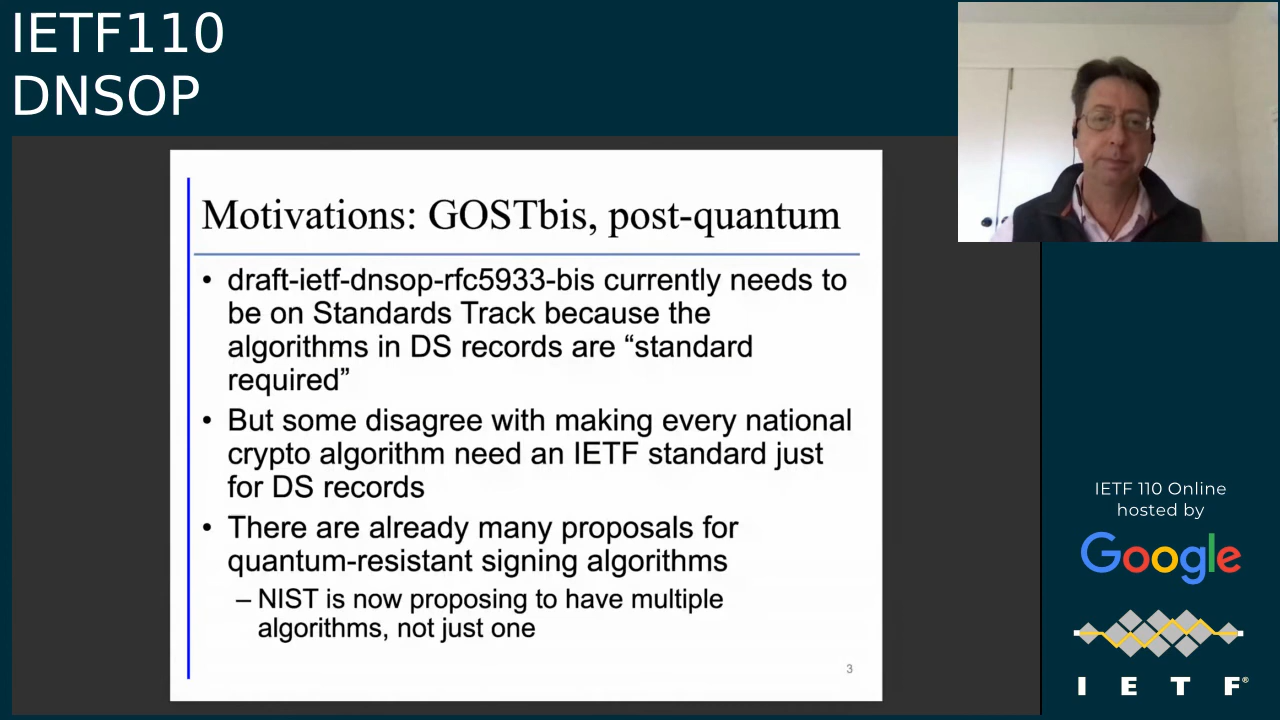 IETF110
DNSOP
Motivations: GOSTbis, post-quantum
• draft-ietf-dnsop-rfc5933-bis currently needs to
be on Standards Track because the
algorithms in DS records are “standard
required”
• But some disagree with making every national
crypto algorithm need an IETF standard just
for DS records
• There are already many proposals for
quantum-resistant signing algorithms
– NIST is now proposing to have multiple
algorithms, not just one
3
IETF 110 Online
hosted by
Google
I E T F®